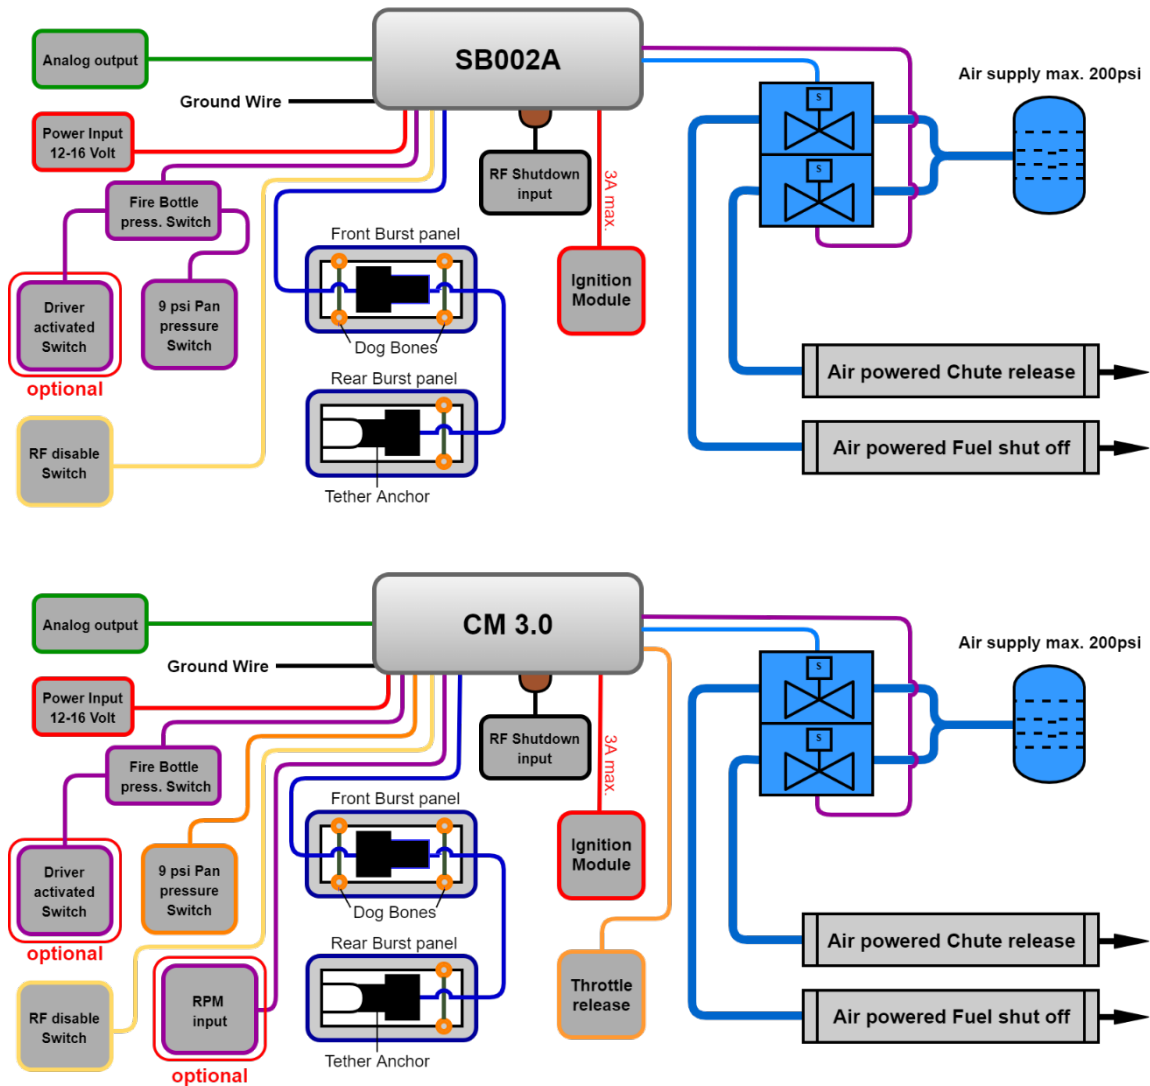 SB002A
Analog output
Ground Wire
Power Input
12-16 Volt
Fire Bottle
press. Switch
Driver
activated
Switch
optional
9 psi Pan
pressure
Switch
RF disable
Switch
RF Shutdown
input
3A max.
Ignition
Module
Front Burst panel
Dog Bones
Rear Burst panel
Tether Anchor
S
S
Air supply max. 200psi
Air powered Chute release
Air powered Fuel shut off
CM 3.0
Analog output
Ground Wire
Power Input
12-16 Volt
Fire Bottle
press. Switch
Driver
activated
Switch
optional
9 psi Pan
pressure
Switch
RF disable
Switch
RPM
input
optional
RF Shutdown
input
3A max.
Ignition
Module
Throttle
release
Front Burst panel
Dog Bones
Rear Burst panel
Tether Anchor
S
S
Air supply max. 200psi
Air powered Chute release
Air powered Fuel shut off